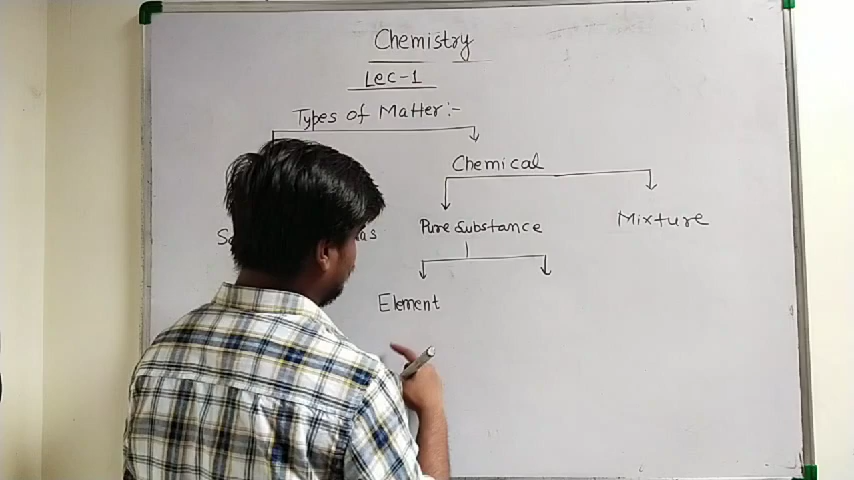 Chemistry
Lec-1
Types of Matter:-
Chemical
Pure Substance
Mixture
Element